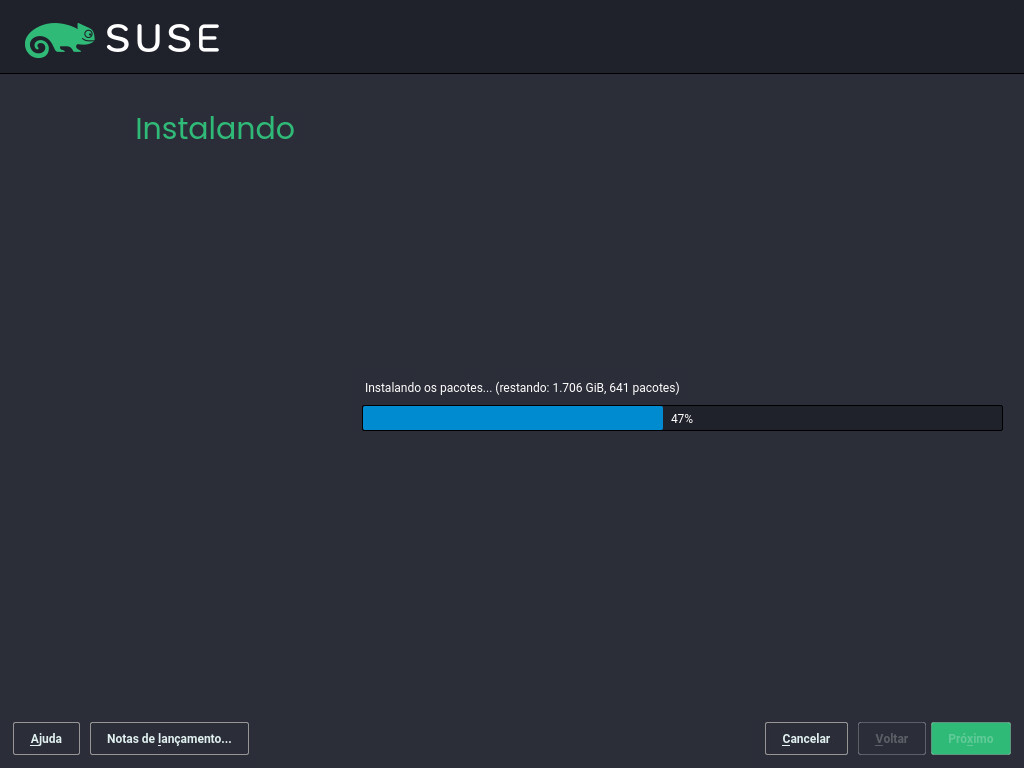 SUSE
Instalando
Instalando os pacotes... (restando: 1.706 GiB, 641 pacotes)
47%
Ajuda
Notas de lançamento...
Cancelar
Voltar
Próximo